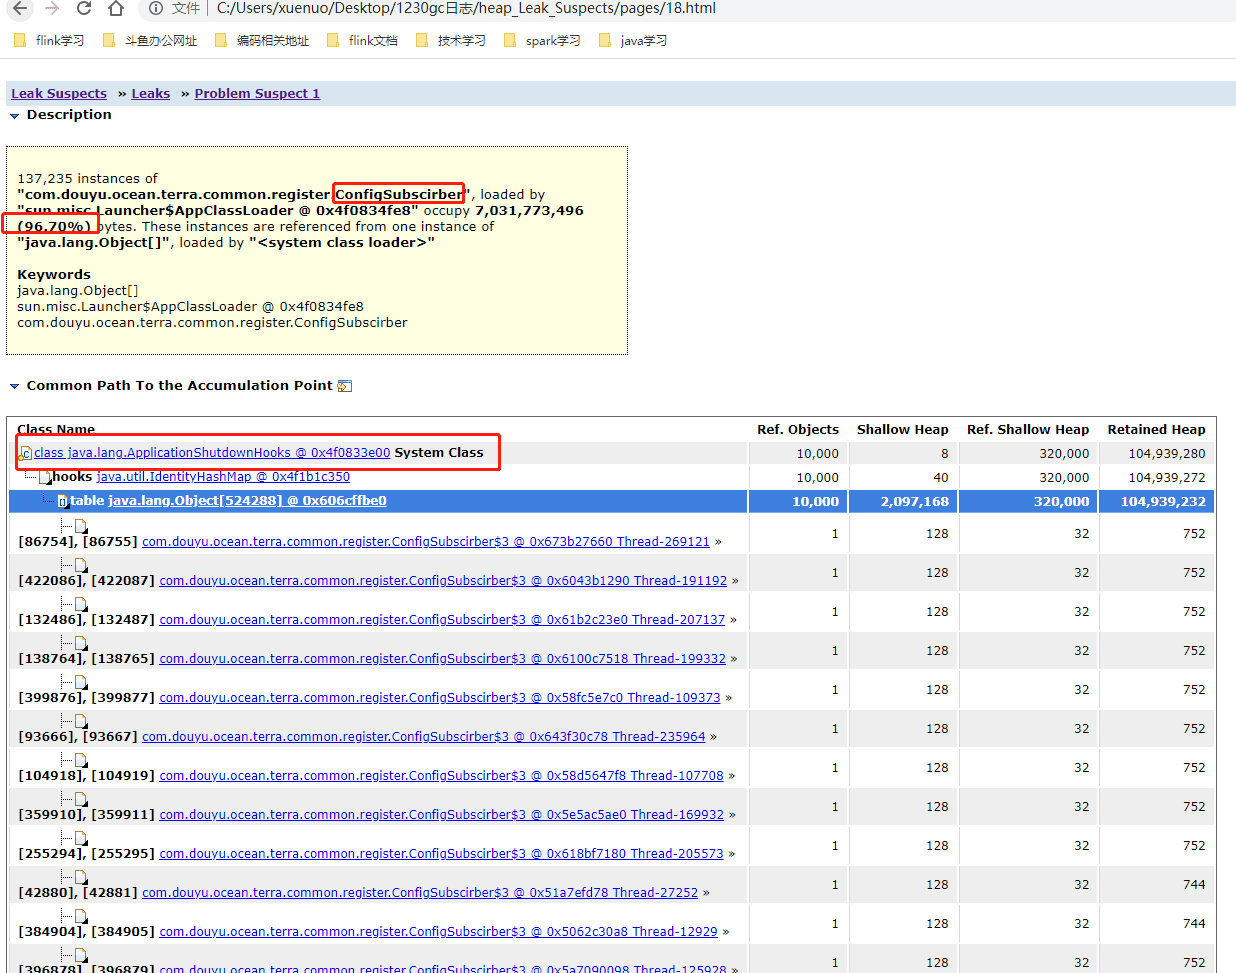 文件 C:/Users/xuenuo/Desktop/1230gc日志/heap_Leak_Suspects/pages/18.html
flink学习 斗鱼办公网址 编码相关地址 flink文档 技术学习 spark学习 java学习
Leak Suspects » Leaks » Problem Suspect 1
Description
137,235 instances of
"com.douyu.ocean.terra.common.register.ConfigSubscirber", loaded by
"sun.misc.Launcher$AppClassLoader @ 0x4f0834fe8" occupy 7,031,773,496
(96.70%) bytes. These instances are referenced from one instance of
"java.lang.Object[]", loaded by "<system class loader>"
Keywords
java.lang.Object[]
sun.misc.Launcher$AppClassLoader @ 0x4f0834fe8
com.douyu.ocean.terra.common.register.ConfigSubscirber
Common Path To the Accumulation Point
Class Name Ref. Objects Shallow Heap Ref. Shallow Heap Retained Heap
class java.lang.ApplicationShutdownHooks @ 0x4f0833e00 System Class 10,000 8 320,000 104,939,280
hooks java.util.IdentityHashMap @ 0x4f1b1c350 10,000 40 320,000 104,939,272
table java.lang.Object[524288] @ 0x606cffbe0 10,000 2,097,168 320,000 104,939,232
[86754], [86755] com.douyu.ocean.terra.common.register.ConfigSubscirber$3 @ 0x673b27660 Thread-269121 » 1 128 32 752
[422086], [422087] com.douyu.ocean.terra.common.register.ConfigSubscirber$3 @ 0x6043b1290 Thread-191192 » 1 128 32 752
[132486], [132487] com.douyu.ocean.terra.common.register.ConfigSubscirber$3 @ 0x61b2c23e0 Thread-207137 » 1 128 32 752
[138764], [138765] com.douyu.ocean.terra.common.register.ConfigSubscirber$3 @ 0x6100c7518 Thread-199332 » 1 128 32 752
[399876], [399877] com.douyu.ocean.terra.common.register.ConfigSubscirber$3 @ 0x58fc5e7c0 Thread-109373 » 1 128 32 752
[93666], [93667] com.douyu.ocean.terra.common.register.ConfigSubscirber$3 @ 0x643f30c78 Thread-235964 » 1 128 32 752
[104918], [104919] com.douyu.ocean.terra.common.register.ConfigSubscirber$3 @ 0x58d5647f8 Thread-107708 » 1 128 32 752
[359910], [359911] com.douyu.ocean.terra.common.register.ConfigSubscirber$3 @ 0x5e5ac5ae0 Thread-169932 » 1 128 32 752
[255294], [255295] com.douyu.ocean.terra.common.register.ConfigSubscirber$3 @ 0x618bf7180 Thread-205573 » 1 128 32 752
[42880], [42881] com.douyu.ocean.terra.common.register.ConfigSubscirber$3 @ 0x51a7efd78 Thread-27252 » 1 128 32 744
[384904], [384905] com.douyu.ocean.terra.common.register.ConfigSubscirber$3 @ 0x5062c30a8 Thread-12929 » 1 128 32 744
[396878], [396879] com.douyu.ocean.terra.common.register.ConfigSubscirber$3 @ 0x5a7090098 Thread-125928 » 1 128 32 752